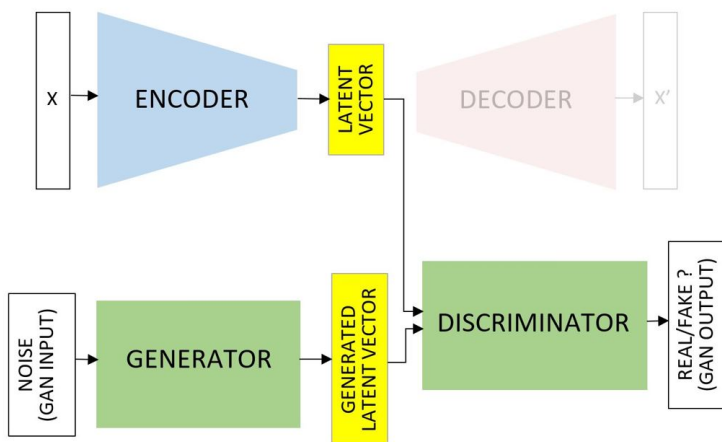 X
ENCODER
LATENT
VECTOR
DECODER
X'
NOISE
(GAN INPUT)
GENERATOR
GENERATED
LATENT VECTOR
DISCRIMINATOR
REAL/FAKE ?
(GAN OUTPUT)